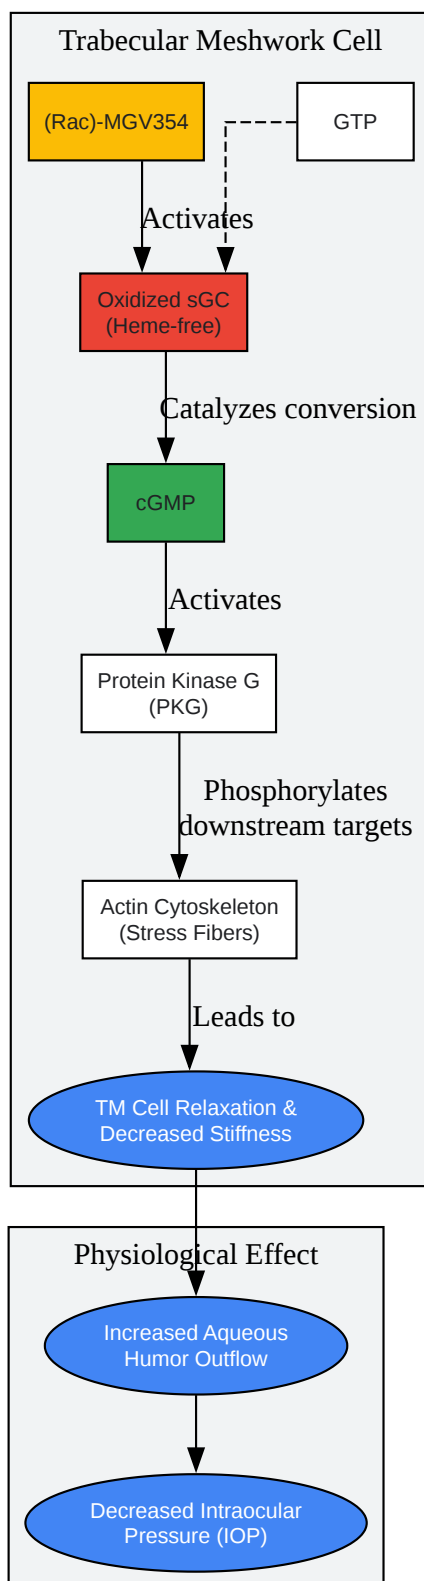 Trabecular Meshwork Cell
(Rac)-MGV354
GTP
Activates
Oxidized sGC
(Heme-free)
Catalyzes conversion
cGMP
Activates
Protein Kinase G
(PKG)
Phosphorylates
downstream targets
Actin Cytoskeleton
(Stress Fibers)
Leads to
TM Cell Relaxation &
Decreased Stiffness
Physiological Effect
Increased Aqueous
Humor Outflow
Decreased Intraocular
Pressure (IOP)